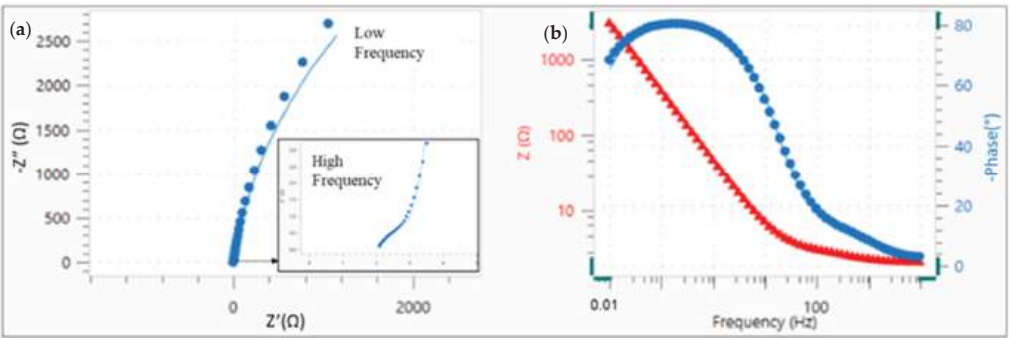 (a)
2500
2000
1500
1000
500
0
-Z″ (Ω)
Low
Frequency
High
Frequency
0
2000
Z′(Ω)
(b)
1000
100
10
Z (Ω)
80
60
40
20
0
-Phase(°)
0.01
100
Frequency (Hz)